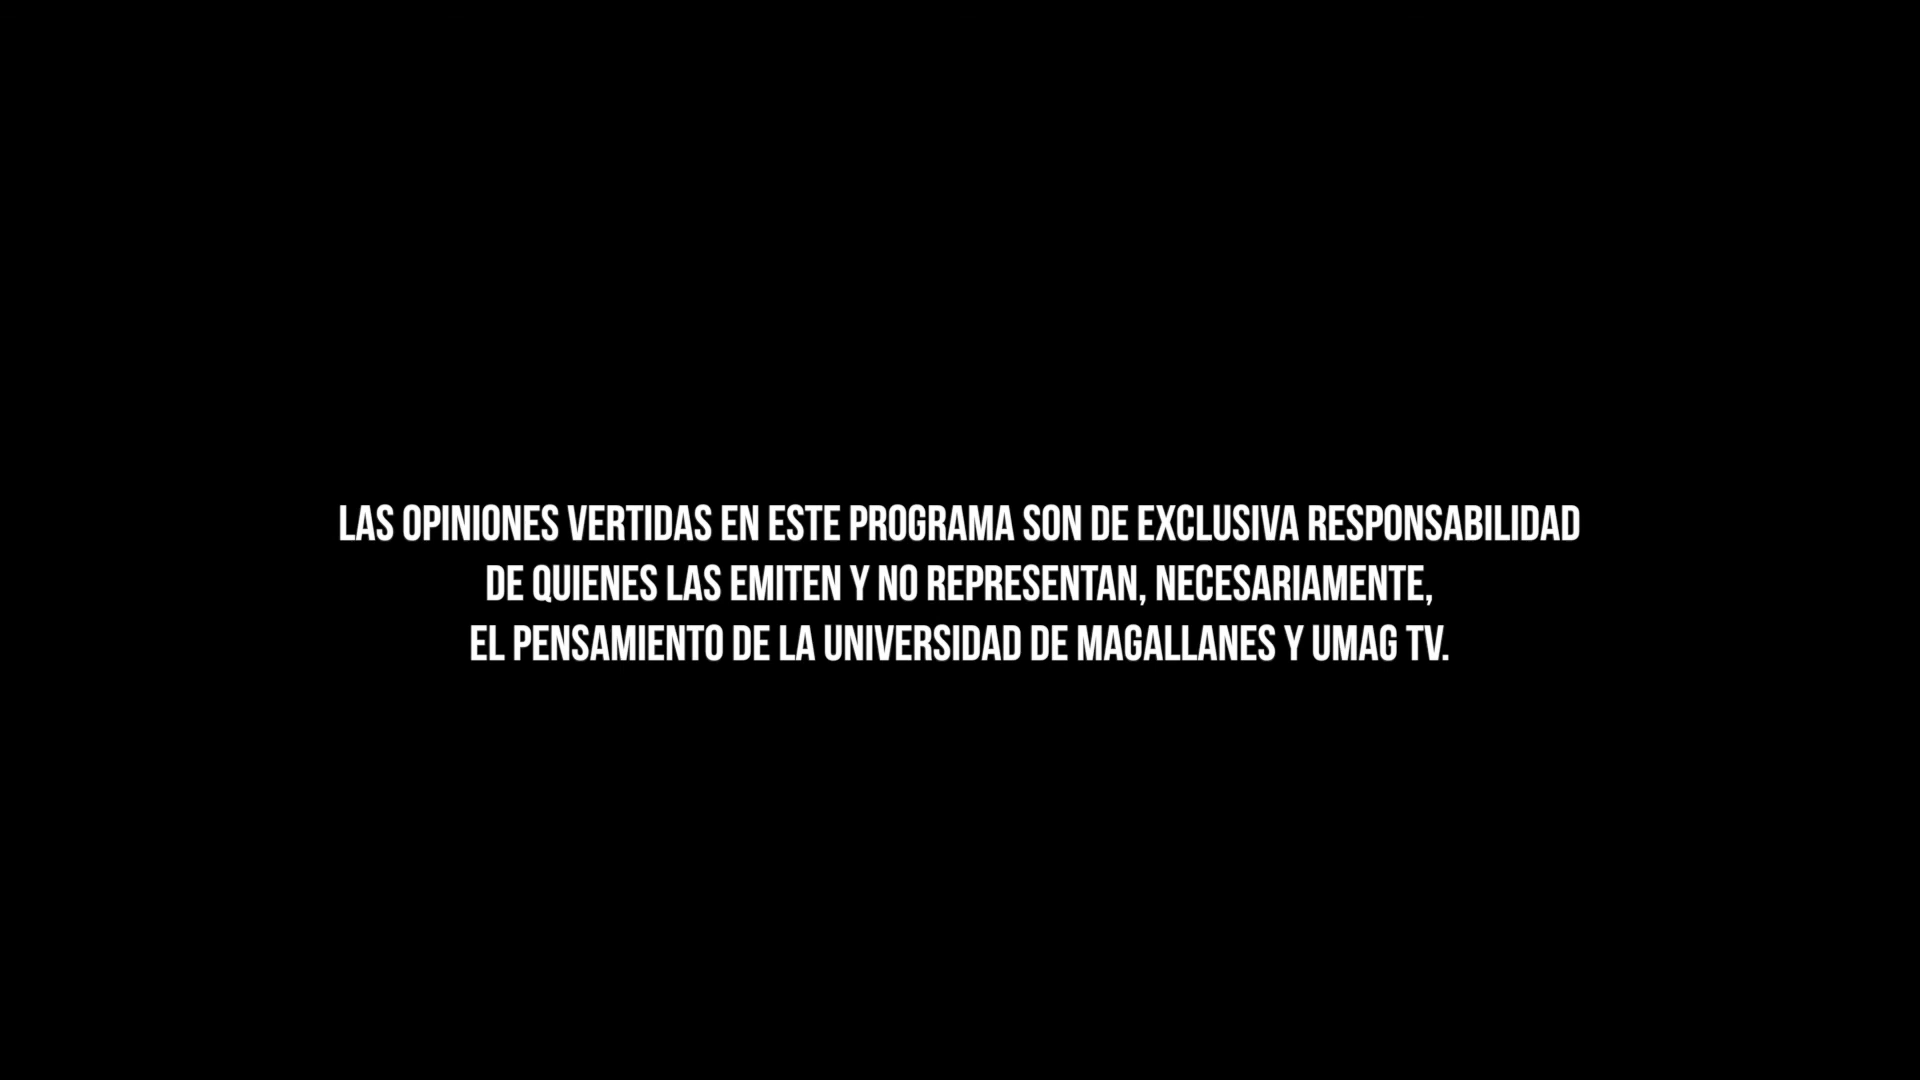 LAS OPINIONES VERTIDAS EN ESTE PROGRAMA SON DE EXCLUSIVA RESPONSABILIDAD
DE QUIENES LAS EMITEN Y NO REPRESENTAN, NECESARIAMENTE,
EL PENSAMIENTO DE LA UNIVERSIDAD DE MAGALLANES Y UMAG TV.